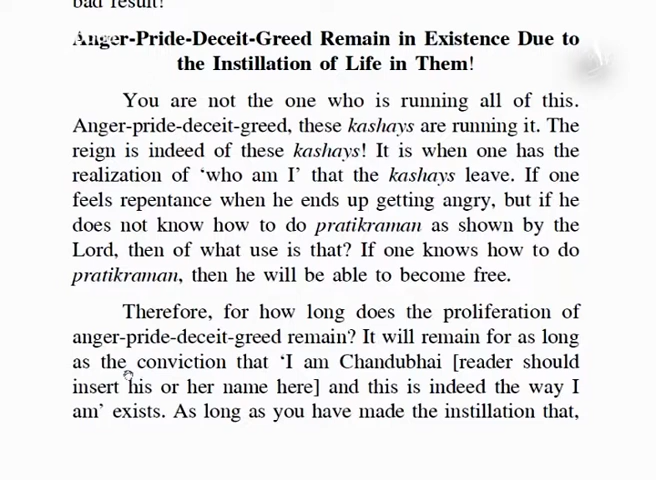 bad result!
Anger-Pride-Deceit-Greed Remain in Existence Due to
the Instillation of Life in Them!
You are not the one who is running all of this.
Anger-pride-deceit-greed, these kashays are running it. The
reign is indeed of these kashays! It is when one has the
realization of ‘who am I’ that the kashays leave. If one
feels repentance when he ends up getting angry, but if he
does not know how to do pratikraman as shown by the
Lord, then of what use is that? If one knows how to do
pratikraman, then he will be able to become free.
Therefore, for how long does the proliferation of
anger-pride-deceit-greed remain? It will remain for as long
as the conviction that ‘I am Chandubhai [reader should
insert his or her name here] and this is indeed the way I
am’ exists. As long as you have made the instillation that,